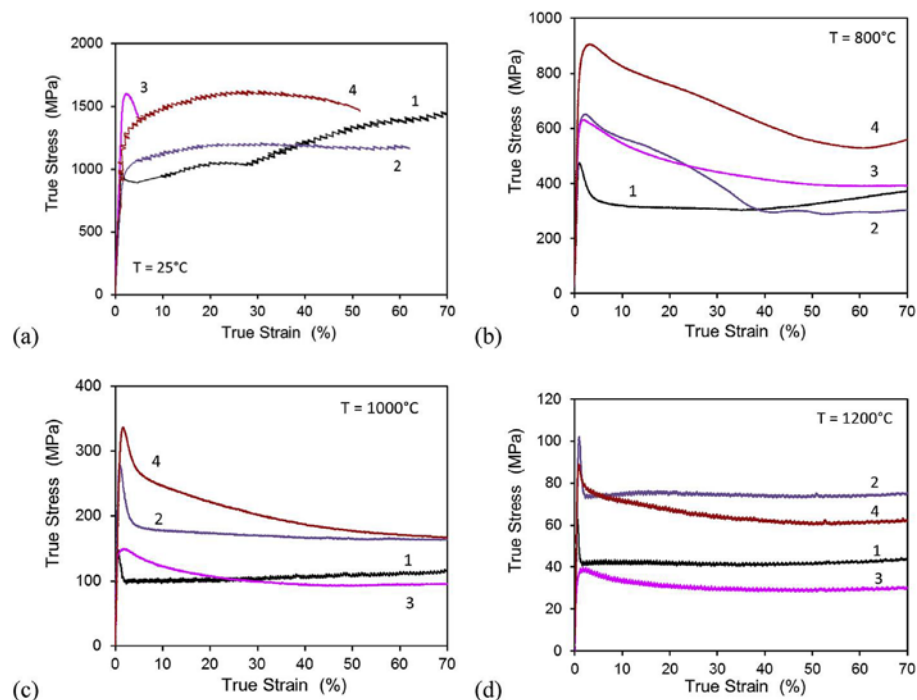 2000
1500
1000
500
0
True Stress (MPa)
3
4
1
2
T = 25°C
0 10 20 30 40 50 60 70
True Strain (%)
(a)
1000
800
600
400
200
0
True Stress (MPa)
T = 800°C
4
3
1
2
0 10 20 30 40 50 60 70
True Strain (%)
(b)
400
300
200
100
0
True Stress (MPa)
T = 1000°C
4
2
1
3
0 10 20 30 40 50 60 70
True Strain (%)
(c)
120
100
80
60
40
20
0
True Stress (MPa)
T = 1200°C
2
4
1
3
0 10 20 30 40 50 60 70
True Strain (%)
(d)